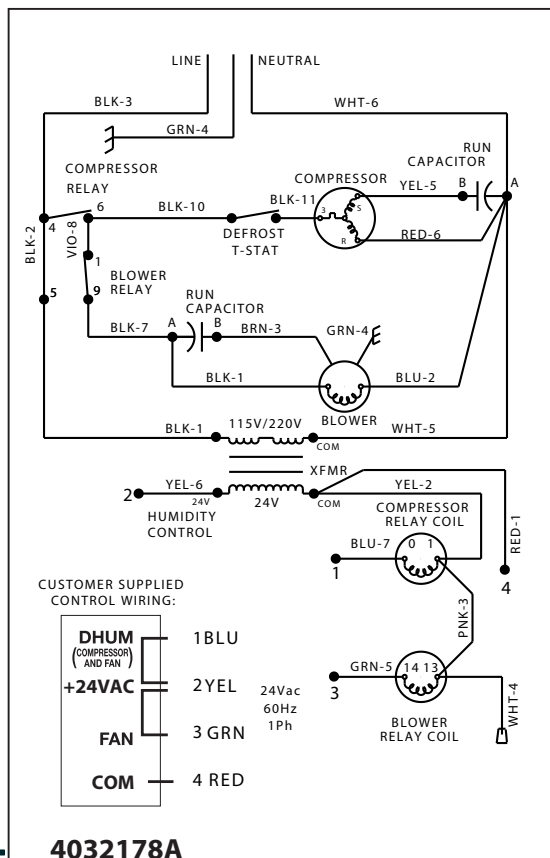 LINE NEUTRAL
BLK-3 WHT-6
GRN-4
RUN
CAPACITOR
COMPRESSOR
RELAY
COMPRESSOR
YEL-5 B A
BLK-11
S
6 BLK-10 3
4
DEFROST
T-STAT
R RED-6
BLK-2
VIO-8
1
BLOWER
RELAY
5 9
RUN
CAPACITOR
BLK-7 A B BRN-3 GRN-4
BLK-1 BLU-2
BLOWER
BLK-1 115V/220V WHT-5
COM
XFMR
2 YEL-6 YEL-2
24V 24V COM
HUMIDITY
CONTROL
COMPRESSOR
RELAY COIL
RED-1
BLU-7 0 1
1 4
PNK-3
CUSTOMER SUPPLIED
CONTROL WIRING:
DHUM 1 BLU
(COMPRESSOR
AND FAN)
+24VAC 2 YEL
24Vac
60Hz
1Ph
FAN 3 GRN
COM 4 RED
GRN-5 14 13
3
WHT-4
BLOWER
RELAY COIL
4032178A